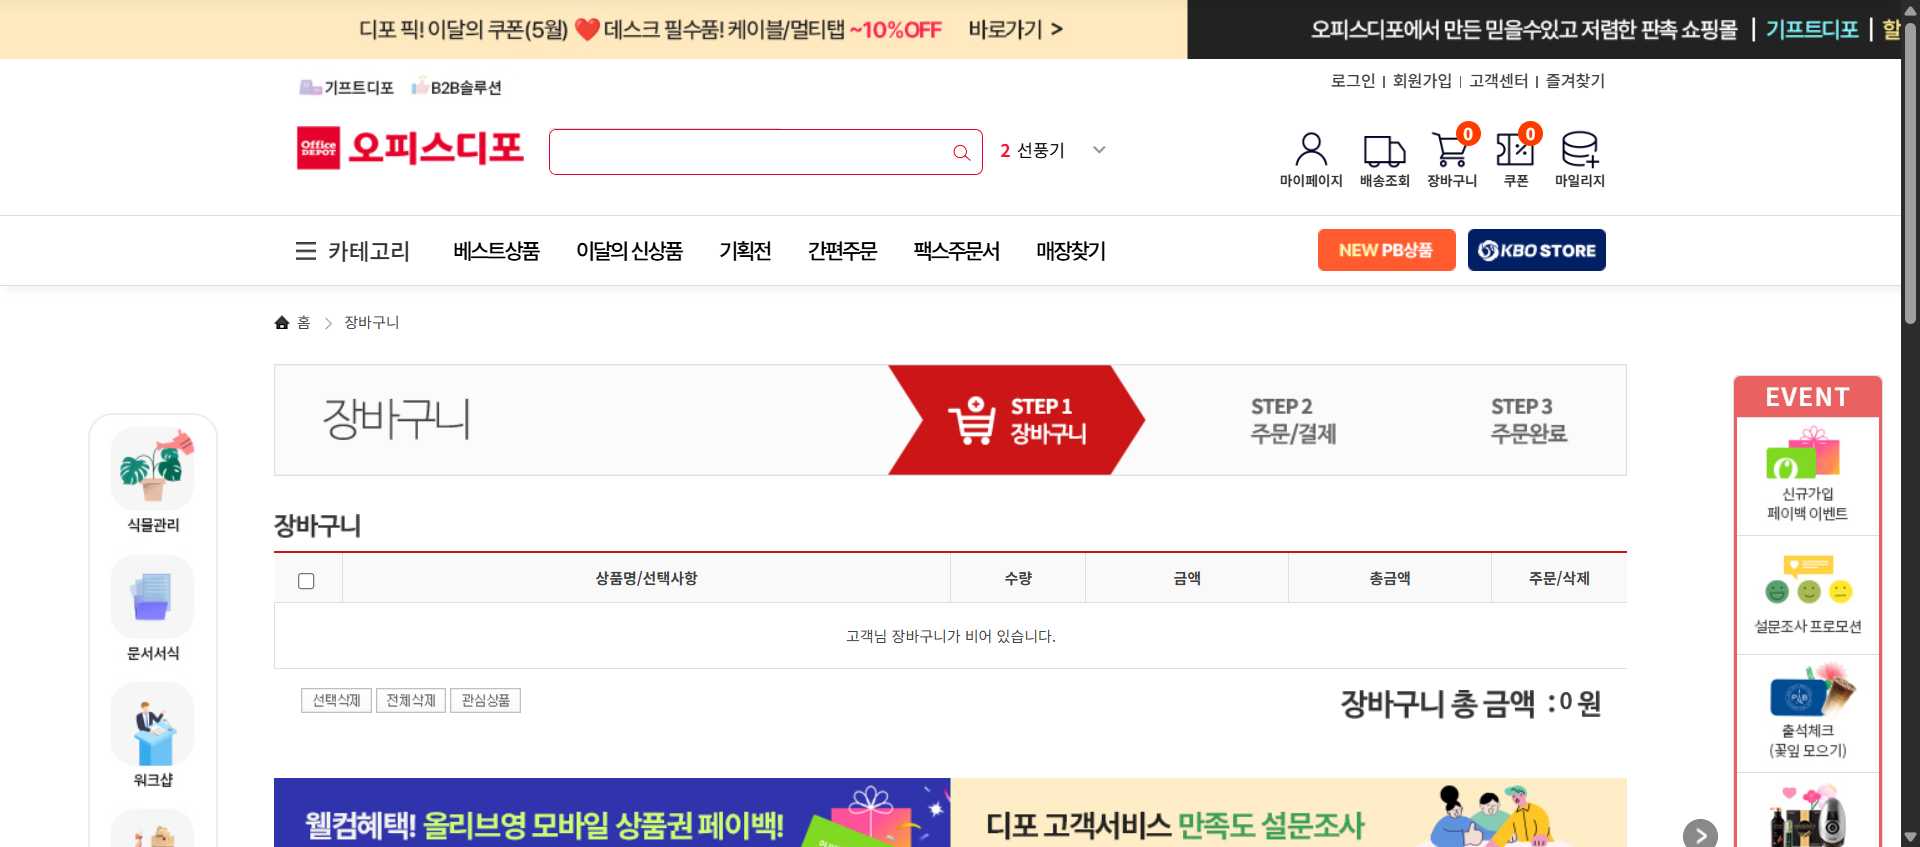 디포 픽! 이달의 쿠폰(5월) ❤️ 데스크 필수품! 케이블/멀티탭 ~10%OFF 바로가기 >
오피스디포에서 만든 믿을수있고 저렴한 판촉 쇼핑몰 | 기프트디포 | 할
기프트디포 B2B솔루션
로그인 | 회원가입 | 고객센터 | 즐겨찾기
Office DEPOT 오피스디포
2 선풍기
0
0
마이페이지 배송조회 장바구니 쿠폰 마일리지
카테고리 베스트상품 이달의 신상품 기획전 간편주문 팩스주문서 매장찾기
NEW PB상품 KBO STORE
홈 > 장바구니
장바구니
STEP 1
장바구니
STEP 2
주문/결제
STEP 3
주문완료
장바구니
상품명/선택사항 수량 금액 총금액 주문/삭제
고객님 장바구니가 비어 있습니다.
선택삭제 전체삭제 관심상품
장바구니 총 금액 : 0 원
웰컴혜택! 올리브영 모바일 상품권 페이백!
디포 고객서비스 만족도 설문조사
식물관리
문서서식
워크샵
EVENT
신규가입
페이백 이벤트
설문조사 프로모션
출석체크
(꽃잎 모으기)